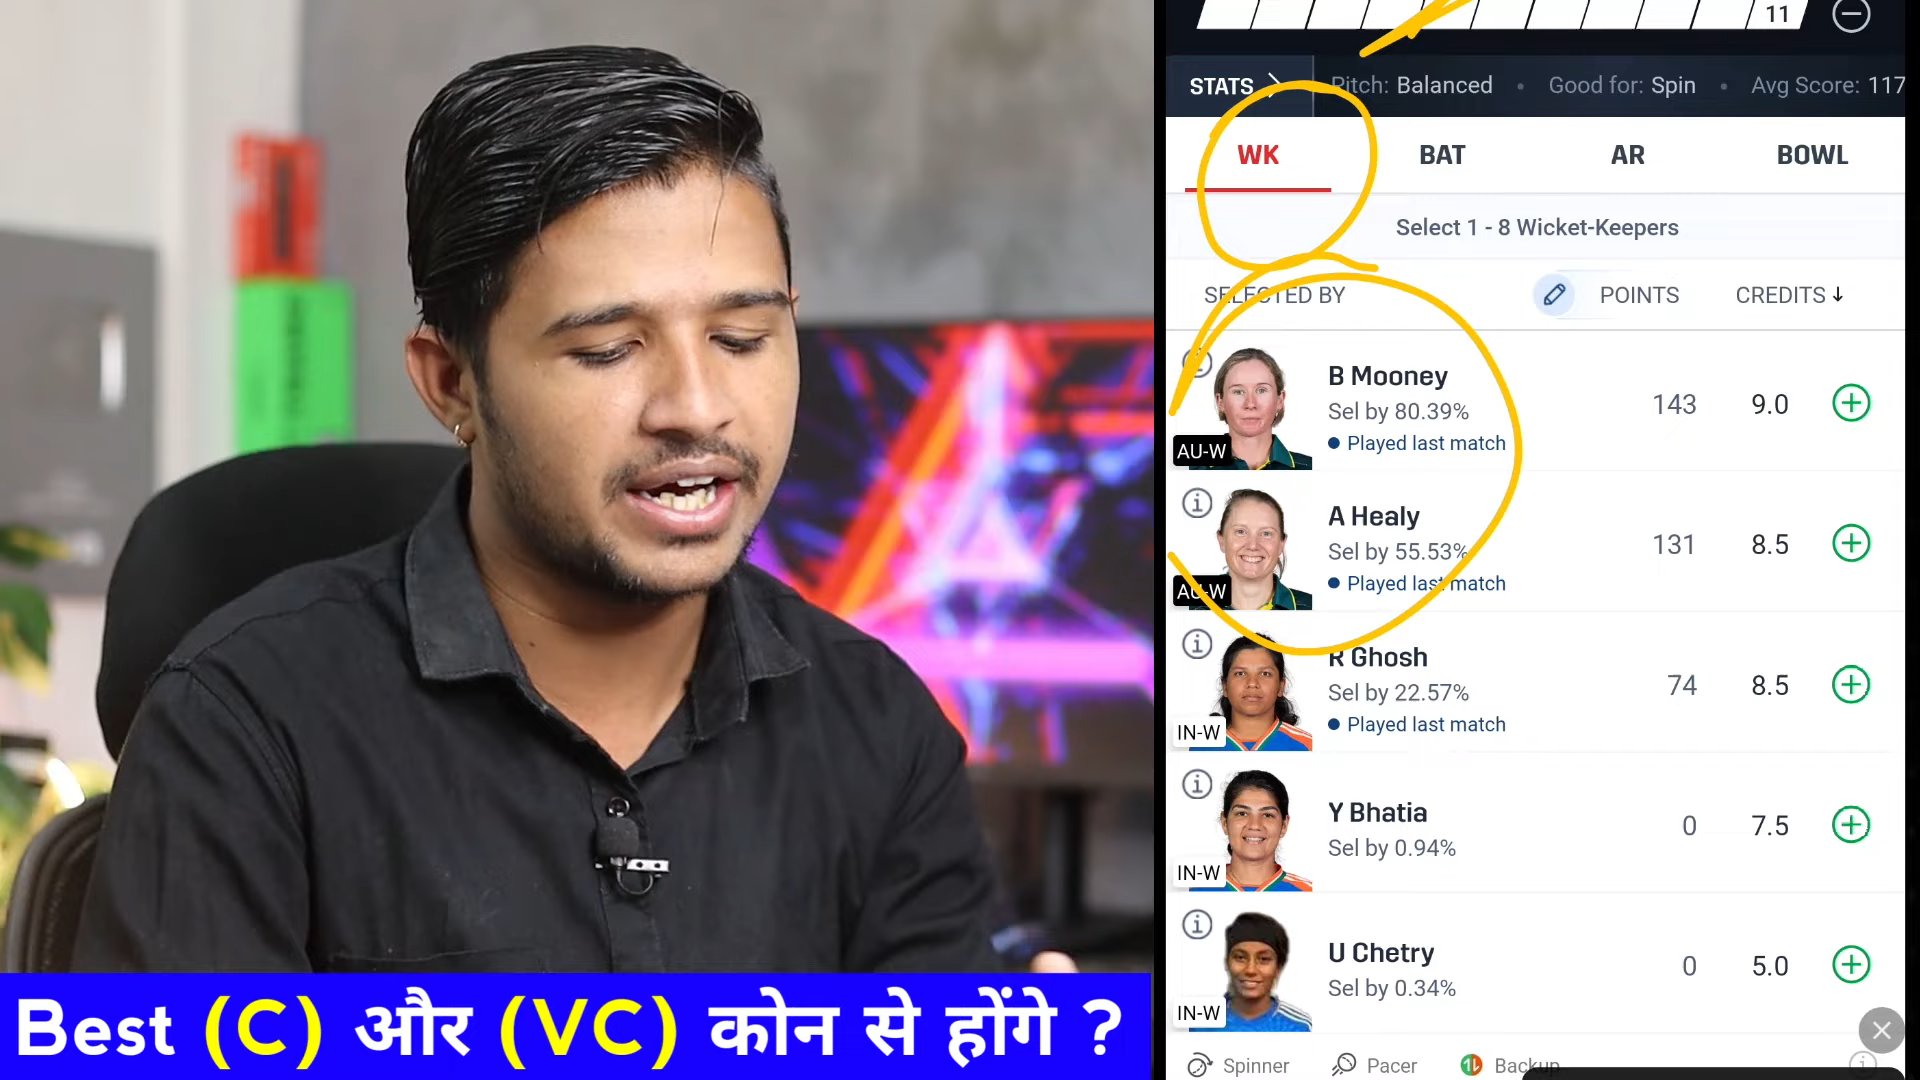 11
STATS
Pitch: Balanced • Good for: Spin • Avg Score: 117
WK BAT AR BOWL
Select 1 - 8 Wicket-Keepers
SELECTED BY POINTS CREDITS ↓
B Mooney
Sel by 80.39%
Played last match
AU-W
143 9.0
A Healy
Sel by 55.53%
Played last match
AU-W
131 8.5
R Ghosh
Sel by 22.57%
Played last match
IN-W
74 8.5
Y Bhatia
Sel by 0.94%
IN-W
0 7.5
U Chetry
Sel by 0.34%
IN-W
0 5.0
Spinner Pacer Backup
Best (C) और (VC) कोन से होंगे ?